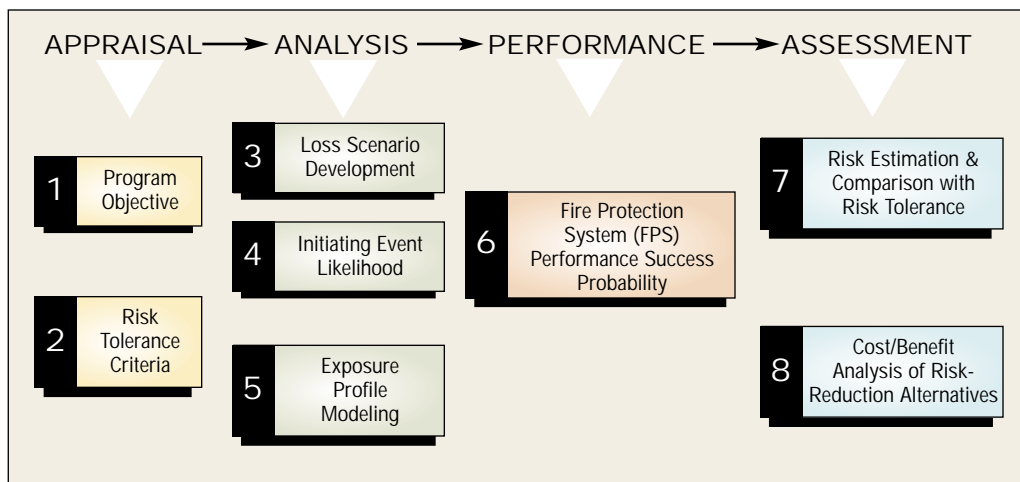 APPRAISAL ANALYSIS PERFORMANCE ASSESSMENT
1
Program
Objective
2
Risk
Tolerance
Criteria
3
Loss Scenario
Development
4
Initiating Event
Likelihood
5
Exposure
Profile
Modeling
6
Fire Protection
System (FPS)
Performance Success
Probability
7
Risk Estimation &
Comparison with
Risk Tolerance
8
Cost/Benefit
Analysis of Risk-
Reduction Alternatives